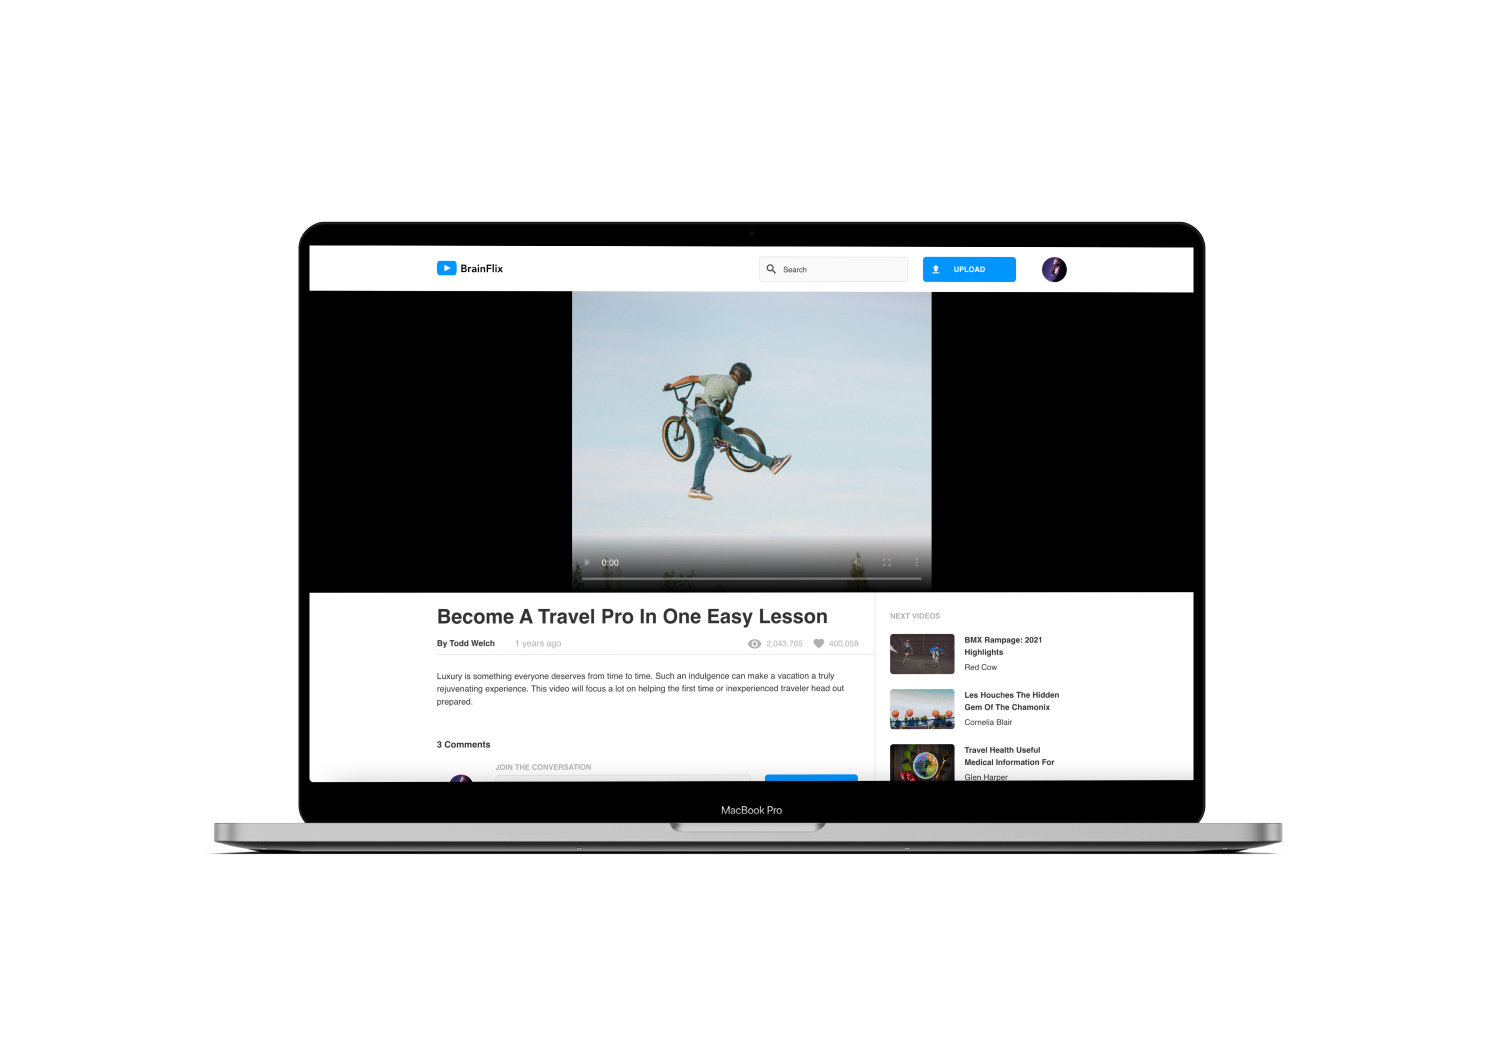 BrainFlix
Search
UPLOAD
0:00
Become A Travel Pro In One Easy Lesson
By Todd Welch 1 years ago 2,043,765 400,058
Luxury is something everyone deserves from time to time. Such an indulgence can make a vacation a truly
rejuvenating experience. This video will focus a lot on helping the first time or inexperienced traveler head out
prepared.
3 Comments
JOIN THE CONVERSATION
NEXT VIDEOS
BMX Rampage: 2021
Highlights
Red Cow
Les Houches The Hidden
Gem Of The Chamonix
Cornelia Blair
Travel Health Useful
Medical Information For
Glen Harper
MacBook Pro